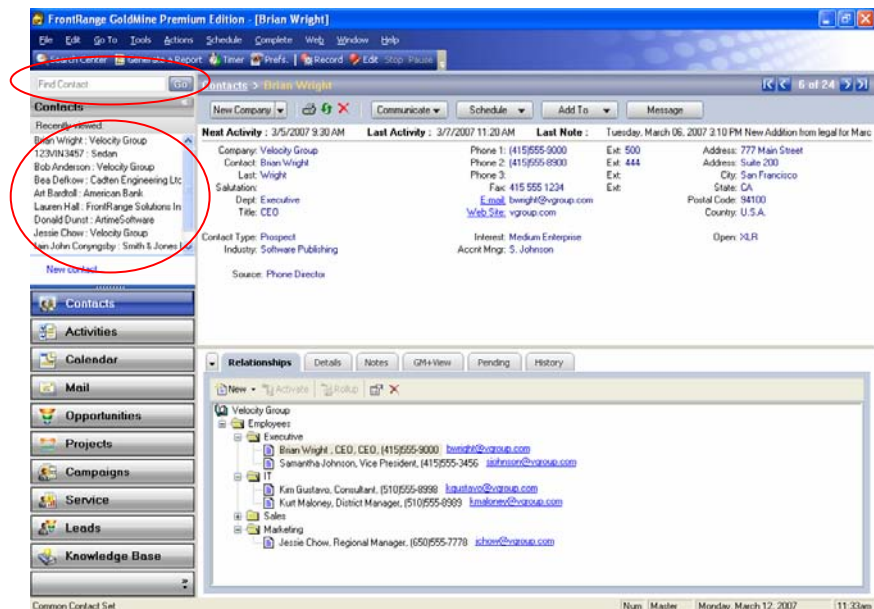 FrontRange GoldMine Premium Edition - [Brian Wright]
File Edit Go To Tools Actions Schedule Complete Web Window Help
Search Center Generate a Report Timer Prefs. Record Edit Stop Pause
Find Contact Go Contacts > Brian Wright 6 of 24
Contacts
New Company Communicate Schedule Add To Message
Recently viewed
Next Activity : 3/5/2007 9:30 AM Last Activity : 3/7/2007 11:20 AM Last Note : Tuesday, March 06, 2007 3:10 PM New Addition from legal for Marc
Brian Wright : Velocity Group
123VIN3457 : Sedan
Bob Anderson : Velocity Group
Bea Defkow : Cadten Engineering Ltc
Art Bardtoll : American Bank
Lauren Hall : FrontRange Solutions In
Donald Dunst : ArtimeSoftware
Jessie Chow : Velocity Group
Iain John Conyngsby : Smith & Jones
New contact
Company: Velocity Group Phone 1: (415)555-9000 Ext: 500 Address: 777 Main Street
Contact: Brian Wright Phone 2: (415)555-8900 Ext: 444 Address: Suite 200
Last: Wright Phone 3: Ext: City: San Francisco
Salutation: Fax: 415 555 1234 Ext: State: CA
Dept: Executive E-mail: bwright@vgroup.com Postal Code: 94100
Title: CEO Web Site: vgroup.com Country: U.S.A.
Contact Type: Prospect Interest: Medium Enterprise Open: XLR
Industry: Software Publishing Accnt Mngr: S. Johnson
Source: Phone Director
Contacts
Activities
Calendar
Mail
Opportunities
Projects
Campaigns
Service
Leads
Knowledge Base
Relationships Details Notes GM+View Pending History
New Activate Rollup
Velocity Group
Employees
Executive
Brian Wright , CEO, CEO, (415)555-9000 bwright@vgroup.com
Samantha Johnson, Vice President, (415)555-3456 sjohnson@vgroup.com
IT
Kim Gustavo, Consultant, (510)555-8998 kgustavo@vgroup.com
Kurt Maloney, District Manager, (510)555-8989 kmaloney@vgroup.com
Sales
Marketing
Jessie Chow, Regional Manager, (650)555-7778 jchow@vgroup.com
Common Contact Set Num Master Monday, March 12, 2007 11:33am